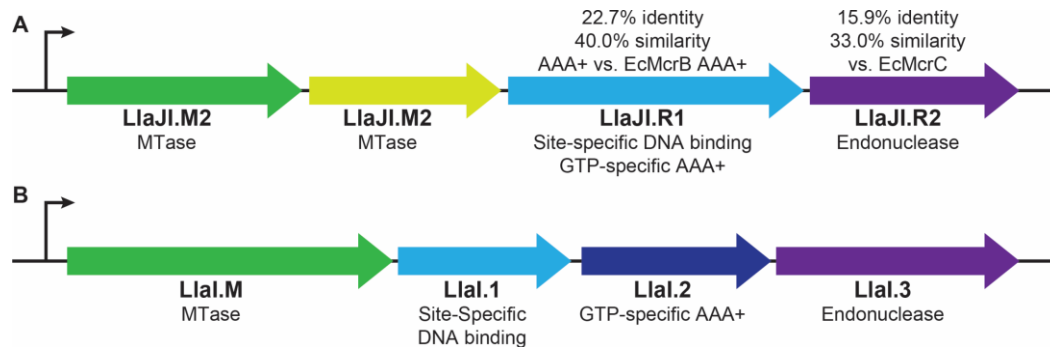 A
22.7% identity
40.0% similarity
AAA+ vs. EcMcrB AAA+
15.9% identity
33.0% similarity
vs. EcMcrC
LlaJI.M2
MTase
LlaJI.M2
MTase
LlaJI.R1
Site-specific DNA binding
GTP-specific AAA+
LlaJI.R2
Endonuclease
B
LlaI.M
MTase
LlaI.1
Site-Specific
DNA binding
LlaI.2
GTP-specific AAA+
LlaI.3
Endonuclease